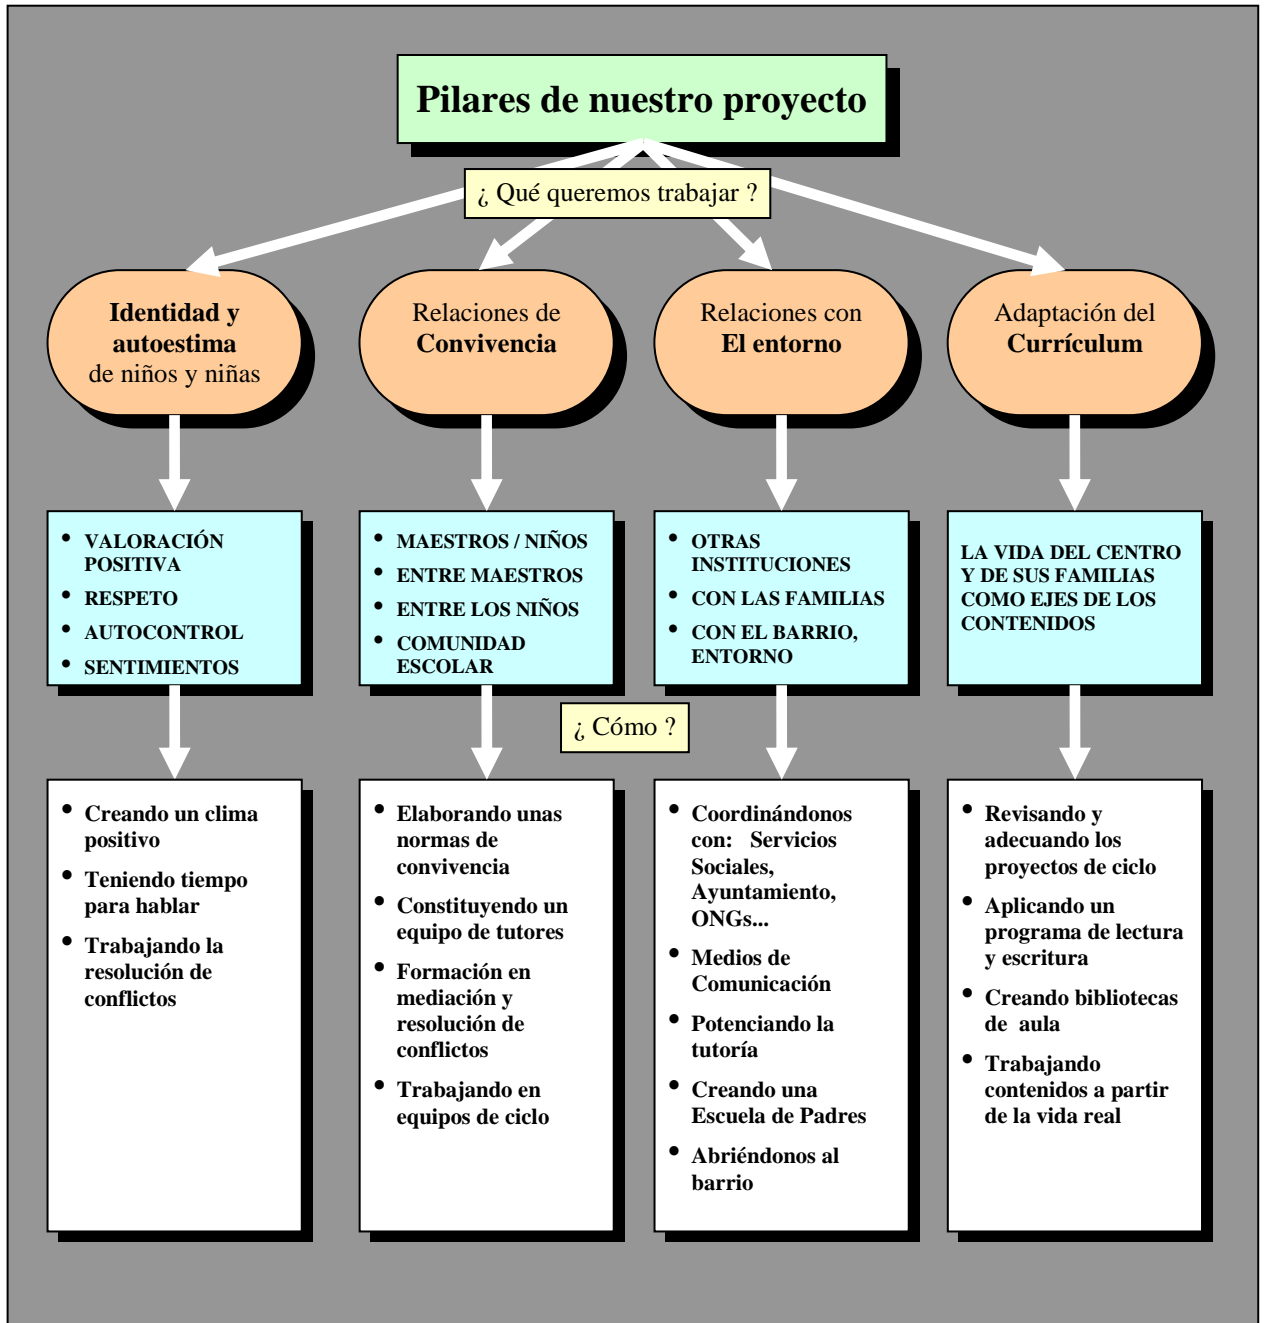 Pilares de nuestro proyecto
¿ Qué queremos trabajar ?
Identidad y
autoestima
de niños y niñas
Relaciones de
Convivencia
Relaciones con
El entorno
Adaptación del
Currículum
• VALORACIÓN
POSITIVA
• RESPETO
• AUTOCONTROL
• SENTIMIENTOS
• MAESTROS / NIÑOS
• ENTRE MAESTROS
• ENTRE LOS NIÑOS
• COMUNIDAD
ESCOLAR
• OTRAS
INSTITUCIONES
• CON LAS FAMILIAS
• CON EL BARRIO,
ENTORNO
LA VIDA DEL CENTRO
Y DE SUS FAMILIAS
COMO EJES DE LOS
CONTENIDOS
¿ Cómo ?
• Creando un clima
positivo
• Teniendo tiempo
para hablar
• Trabajando la
resolución de
conflictos
• Elaborando unas
normas de
convivencia
• Constituyendo un
equipo de tutores
• Formación en
mediación y
resolución de
conflictos
• Trabajando en
equipos de ciclo
• Coordinándonos
con: Servicios
Sociales,
Ayuntamiento,
ONGs...
• Medios de
Comunicación
• Potenciando la
tutoría
• Creando una
Escuela de Padres
• Abriéndonos al
barrio
• Revisando y
adecuando los
proyectos de ciclo
• Aplicando un
programa de lectura
y escritura
• Creando bibliotecas
de aula
• Trabajando
contenidos a partir
de la vida real